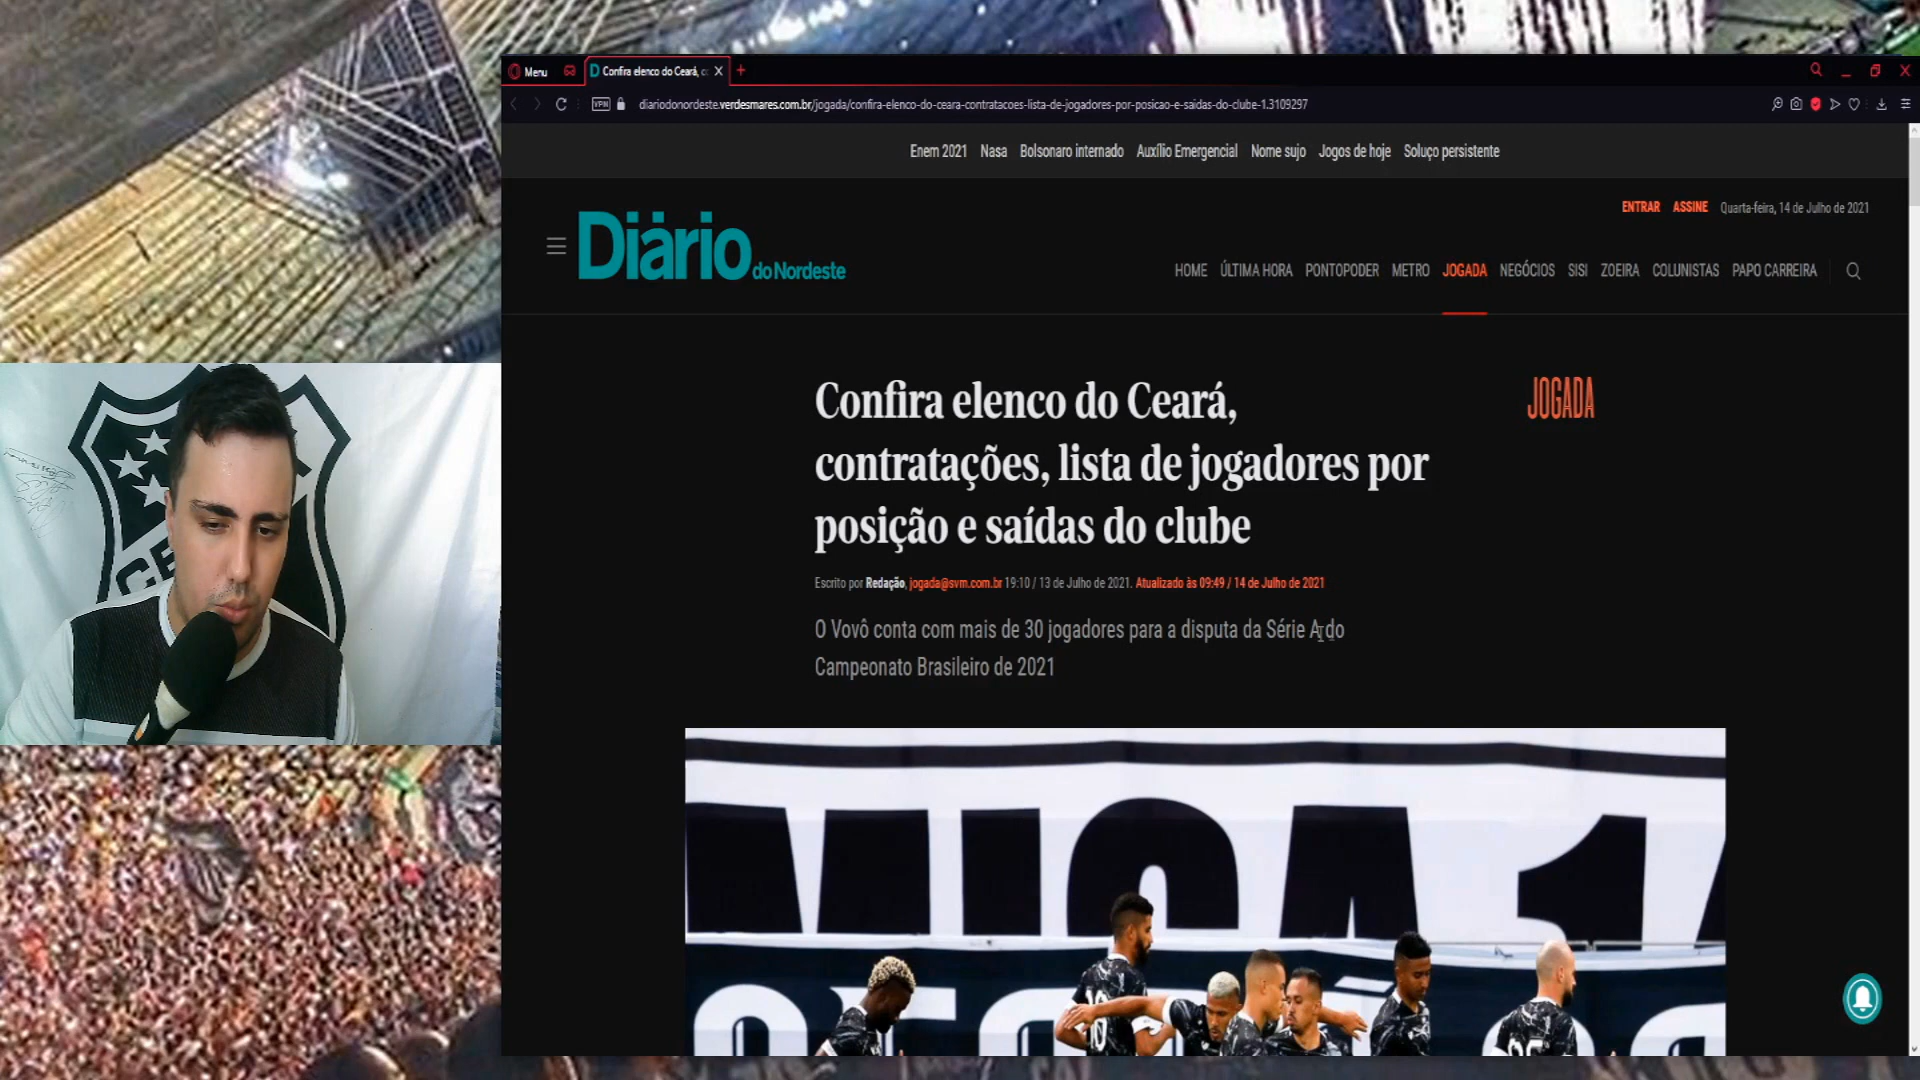 Menu
Confira elenco do Ceará, co
diariodonordeste.verdesmares.com.br/jogada/confira-elenco-do-ceara-contratacoes-lista-de-jogadores-por-posicao-e-saidas-do-clube-1.3109297
VPN
Enem 2021 Nasa Bolsonaro internado Auxílio Emergencial Nome sujo Jogos de hoje Soluço persistente
ENTRAR ASSINE Quarta-feira, 14 de Julho de 2021
Diário do Nordeste
HOME ÚLTIMA HORA PONTOPODER METRO JOGADA NEGÓCIOS SISI ZOEIRA COLUNISTAS PAPO CARREIRA
Confira elenco do Ceará,
contratações, lista de jogadores por
posição e saídas do clube
JOGADA
Escrito por Redação, jogada@svm.com.br 19:10 / 13 de Julho de 2021. Atualizado às 09:49 / 14 de Julho de 2021
O Vovô conta com mais de 30 jogadores para a disputa da Série A do
Campeonato Brasileiro de 2021